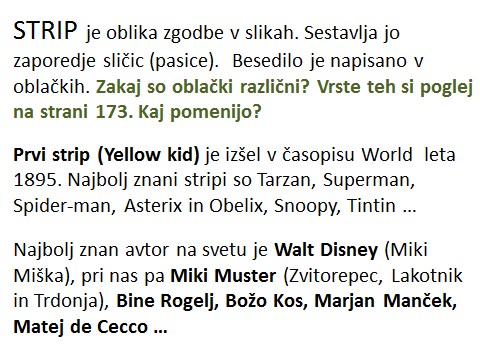 STRIP je oblika zgodbe v slikah. Sestavlja jo
zaporedje sličic (pasice). Besedilo je napisano v
oblačkih. Zakaj so oblački različni? Vrste teh si poglej
na strani 173. Kaj pomenijo?
Prvi strip (Yellow kid) je izšel v časopisu World leta
1895. Najbolj znani stripi so Tarzan, Superman,
Spider-man, Asterix in Obelix, Snoopy, Tintin ...
Najbolj znan avtor na svetu je Walt Disney (Miki
Miška), pri nas pa Miki Muster (Zvitorepec, Lakotnik
in Trdonja), Bine Rogelj, Božo Kos, Marjan Manček,
Matej de Cecco ...